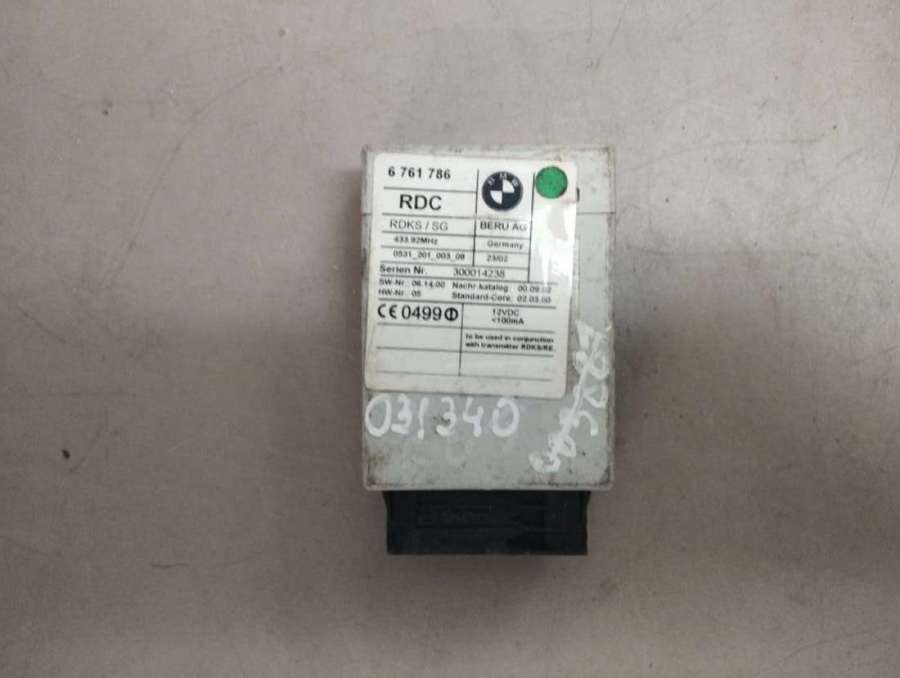 6 761 786
BMW
RDC
RDKS / SG
BERU AG
433.92MHz
Germany
0531_201_003_08
23/02
Serien Nr. 300014238
SW-Nr.: 06.14.00 Nachr-katalog: 00.09.02
HW-Nr.: 05 Standard-Core: 02.03.00
CE 0499
12VDC
<100mA
to be used in conjunction
with transmitter RDKS/RE.
031340